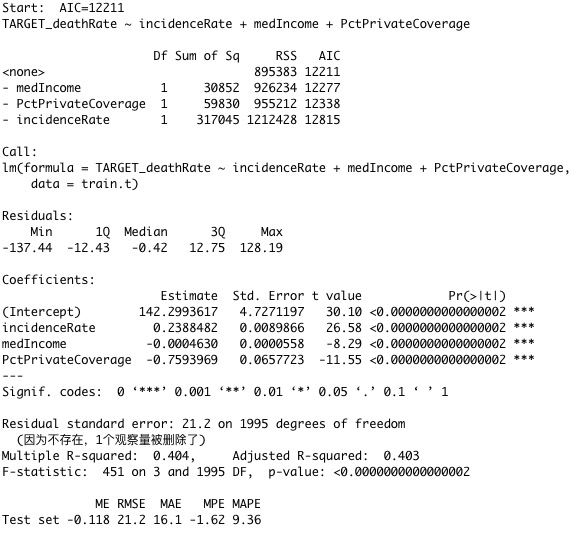 Start:  AIC=12211
TARGET_deathRate ~ incidenceRate + medIncome + PctPrivateCoverage
Df Sum of Sq     RSS   AIC
<none>                             895383 12211
- medIncome           1     30852  926234 12277
- PctPrivateCoverage  1     59830  955212 12338
- incidenceRate       1    317045 1212428 12815
Call:
lm(formula = TARGET_deathRate ~ incidenceRate + medIncome + PctPrivateCoverage,
data = train.t)
Residuals:
Min      1Q  Median      3Q     Max
-137.44  -12.43   -0.42   12.75  128.19
Coefficients:
Estimate  Std. Error t value            Pr(>|t|)
(Intercept)        142.2993617   4.7271197   30.10 <0.0000000000000002 ***
incidenceRate        0.2388482   0.0089866   26.58 <0.0000000000000002 ***
medIncome           -0.0004630   0.0000558   -8.29 <0.0000000000000002 ***
PctPrivateCoverage  -0.7593969   0.0657723  -11.55 <0.0000000000000002 ***
---
Signif. codes:  0 ‘***’ 0.001 ‘**’ 0.01 ‘*’ 0.05 ‘.’ 0.1 ‘ ’ 1
Residual standard error: 21.2 on 1995 degrees of freedom
(因为不存在，1个观察量被删除了)
Multiple R-squared:  0.404,	Adjusted R-squared:  0.403
F-statistic:  451 on 3 and 1995 DF,  p-value: <0.0000000000000002
ME RMSE  MAE   MPE MAPE
Test set -0.118 21.2 16.1 -1.62 9.36